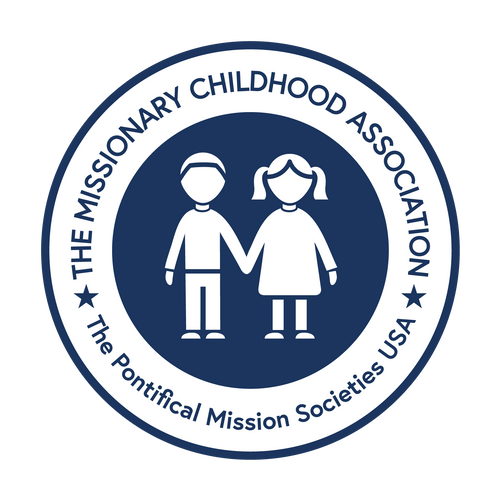 THE MISSIONARY CHILDHOOD ASSOCIATION
The Pontifical Mission Societies USA